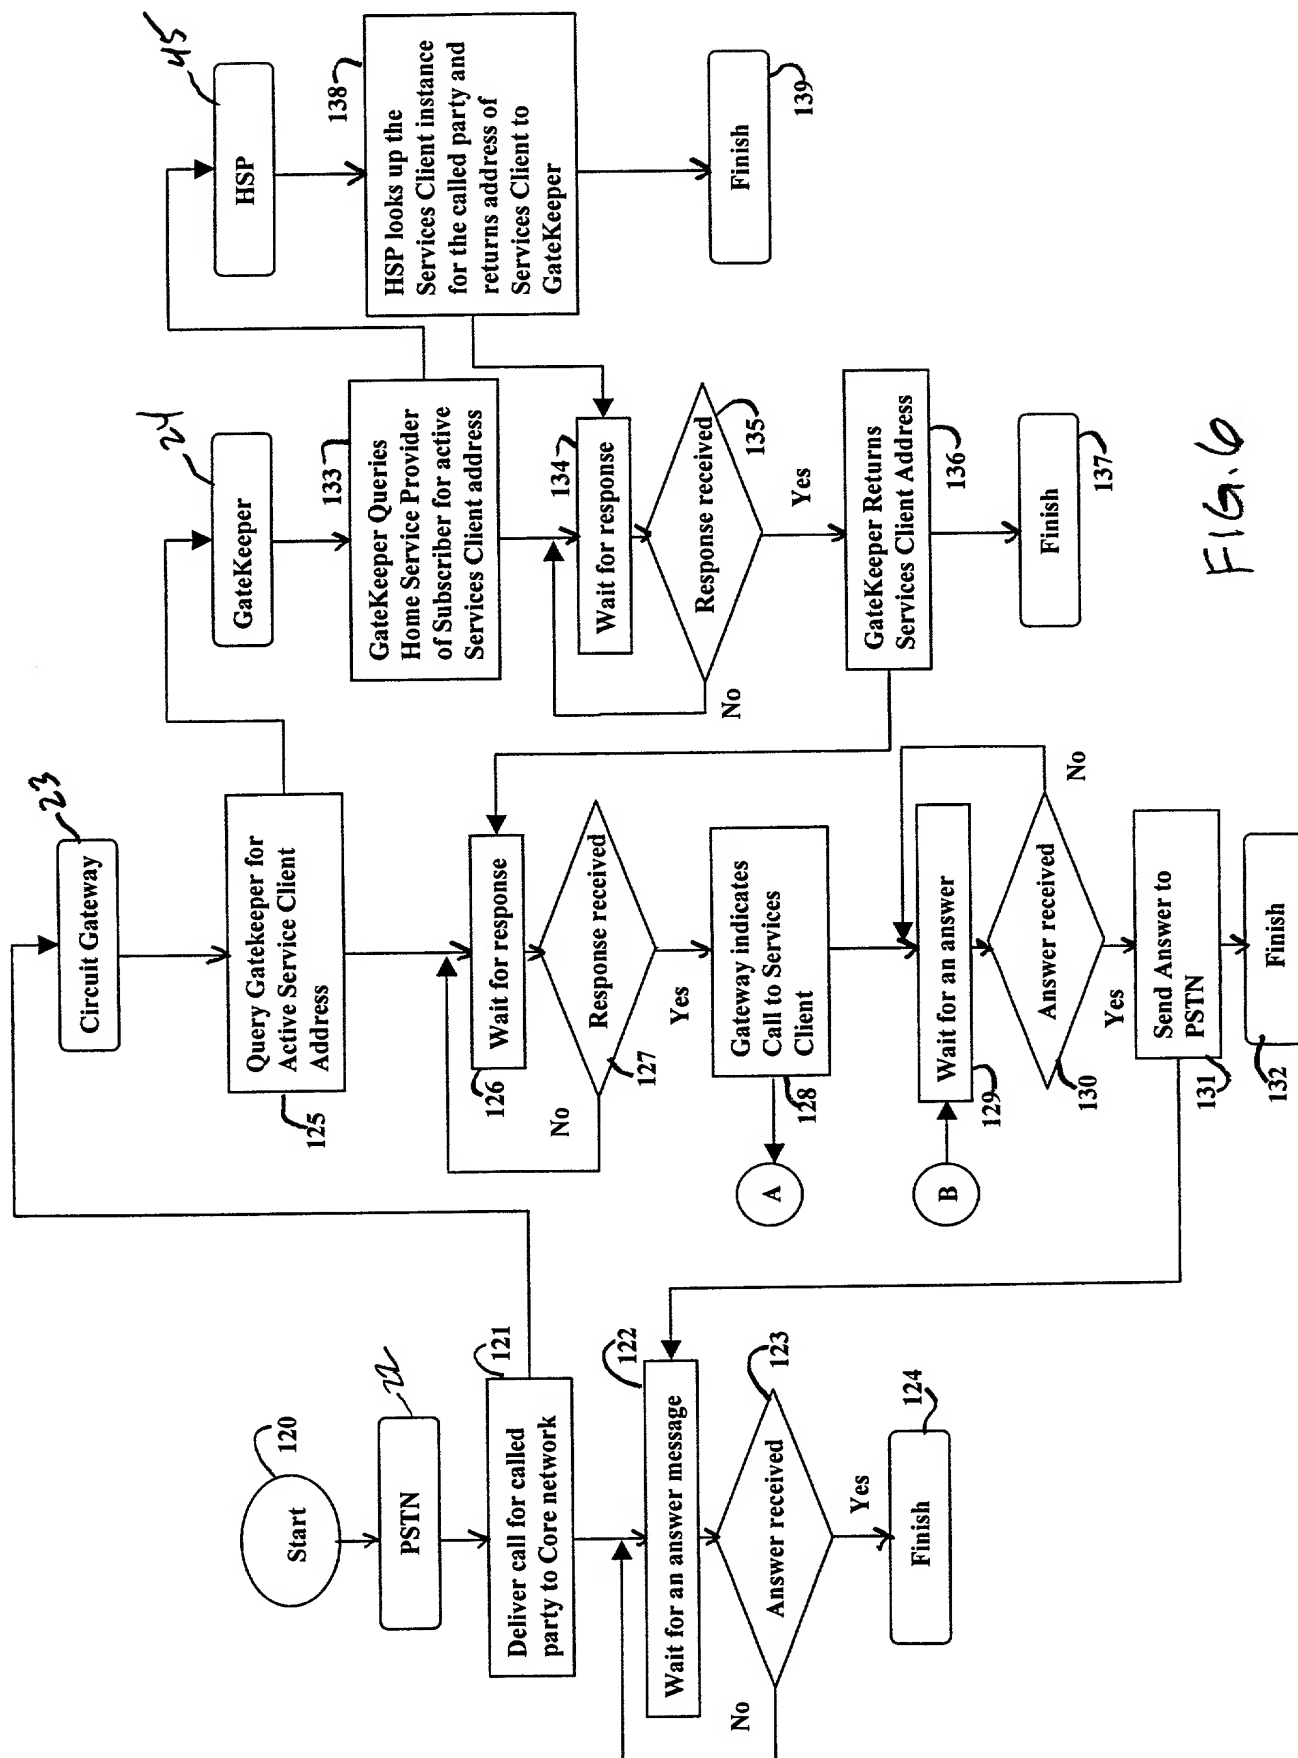 120
Start
22
PSTN
121
Deliver call for called
party to Core network
122
Wait for an answer message
123
Answer received
No
Yes
124
Finish
23
Circuit Gateway
Query Gatekeeper for
Active Service Client
Address
125
Wait for response
126
Response received
127
No
Yes
Gateway indicates
Call to Services
Client
128
A
Wait for an answer
129
B
Answer received
130
No
Yes
Send Answer to
PSTN
131
Finish
132
24
GateKeeper
133
GateKeeper Queries
Home Service Provider
of Subscriber for active
Services Client address
134
Wait for response
Response received
135
No
Yes
GateKeeper Returns
Services Client Address
136
Finish
137
45
HSP
138
HSP looks up the
Services Client instance
for the called party and
returns address of
Services Client to
GateKeeper
Finish
139
FIG. 6